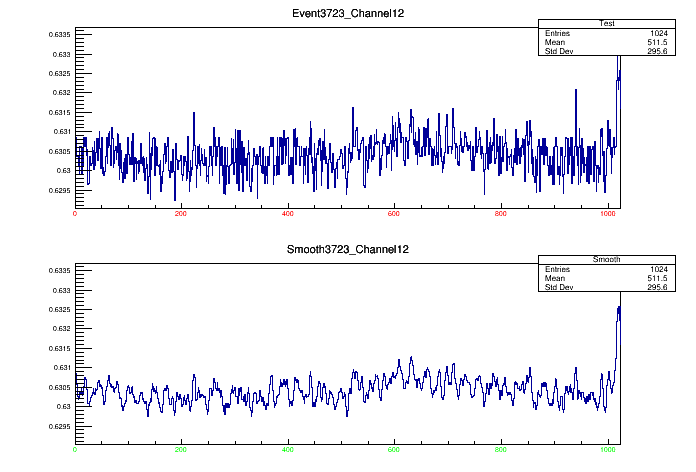 Event3723_Channel12
Test
Entries 1024
Mean 511.5
Std Dev 295.6
0.6335
0.633
0.6325
0.632
0.6315
0.631
0.6305
0.63
0.6295
0 200 400 600 800 1000
Smooth3723_Channel12
Smooth
Entries 1024
Mean 511.5
Std Dev 295.6
0.6335
0.633
0.6325
0.632
0.6315
0.631
0.6305
0.63
0.6295
0 200 400 600 800 1000